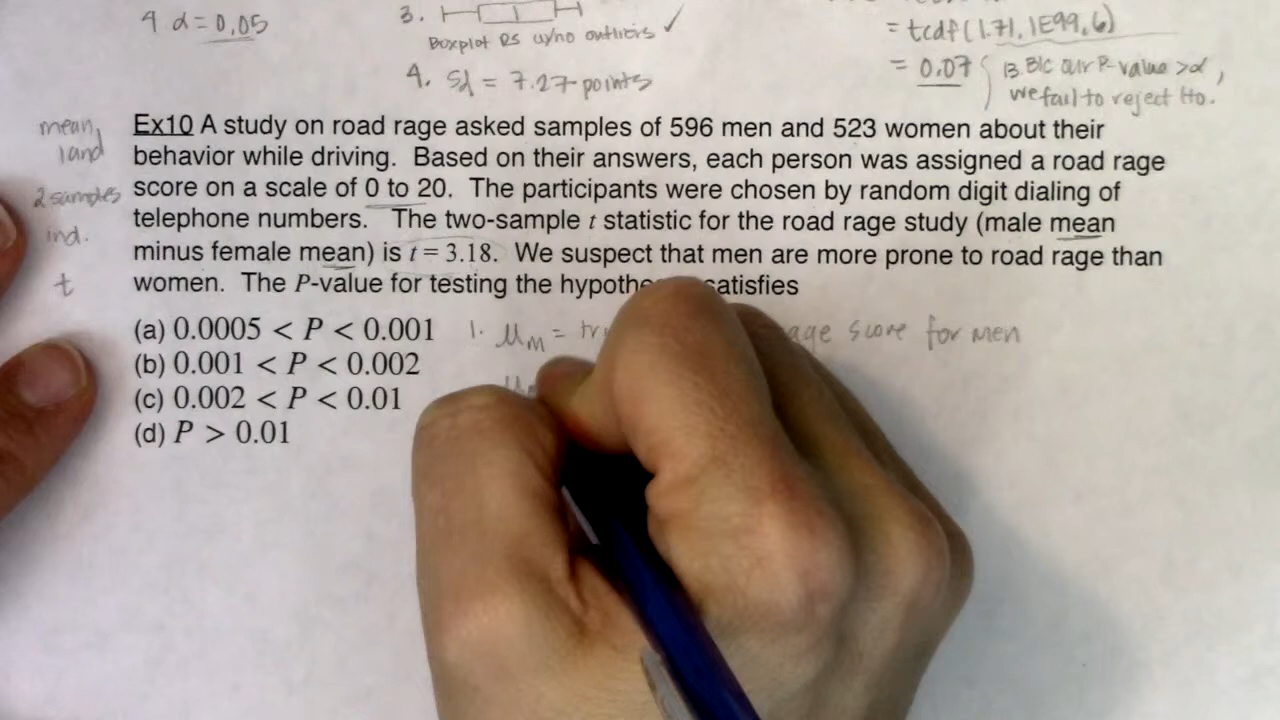 4 α = 0.05
3.
Boxplot RS w/no outliers ✓
4. Sd = 7.27 points
= tcdf(1.71, 1E99, 6)
= 0.07
13. B/C our P-value >α,
we fail to reject Ho.
mean,
1 and
2 samples
ind.
t
Ex10 A study on road rage asked samples of 596 men and 523 women about their
behavior while driving. Based on their answers, each person was assigned a road rage
score on a scale of 0 to 20. The participants were chosen by random digit dialing of
telephone numbers. The two-sample t statistic for the road rage study (male mean
minus female mean) is t = 3.18. We suspect that men are more prone to road rage than
women. The P-value for testing the satisfies
(a) 0.0005 < P < 0.001
(b) 0.001 < P < 0.002
(c) 0.002 < P < 0.01
(d) P > 0.01
1. μM = score for men